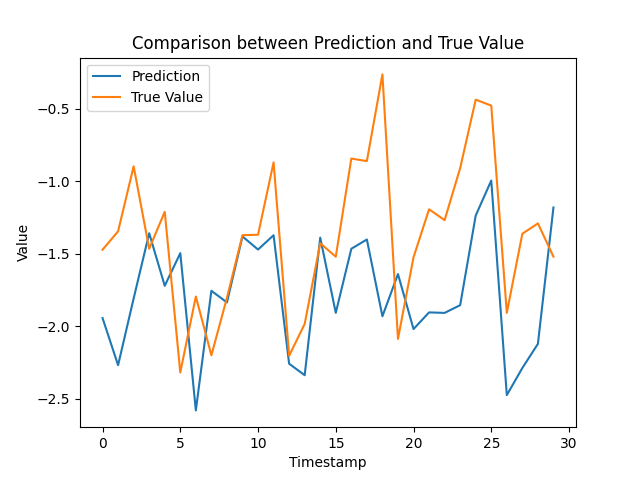 Comparison between Prediction and True Value
Prediction
True Value
−0.5
−1.0
−1.5
−2.0
−2.5
Value
0 5 10 15 20 25 30
Timestamp